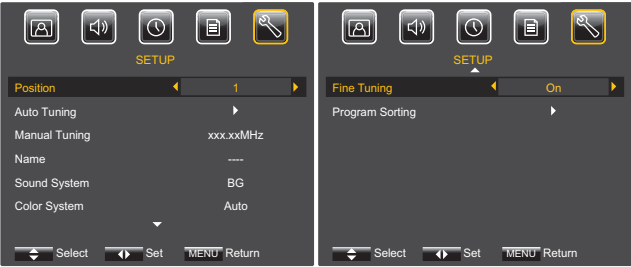 SETUP
Position 1
Auto Tuning
Manual Tuning xxx.xxMHz
Name ----
Sound System BG
Color System Auto
Select Set MENU Return
SETUP
Fine Tuning On
Program Sorting
Select Set MENU Return